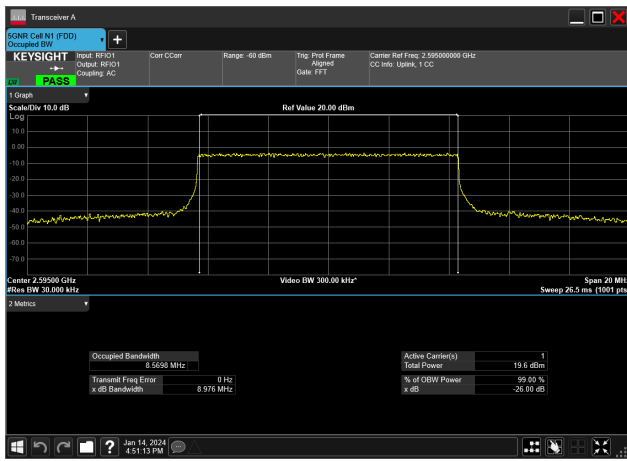 Transceiver A
5GNR Cell N1 (FDD)
Occupied BW
KEYSIGHT
Input: RFIO1
Output: RFIO1
Coupling: AC
Corr CCorr
Range: -60 dBm
Trig: Prot Frame
Aligned
Gate: FFT
Carrier Ref Freq: 2.595000000 GHz
CC Info: Uplink, 1 CC
PASS
1 Graph
Scale/Div 10.0 dB
Ref Value 20.00 dBm
Log
10.0
0.00
-10.0
-20.0
-30.0
-40.0
-50.0
-60.0
-70.0
Center 2.59500 GHz
Video BW 300.00 kHz*
Span 20 MHz
#Res BW 30.000 kHz
Sweep 26.5 ms (1001 pts
2 Metrics
Occupied Bandwidth
8.5698 MHz
Transmit Freq Error 0 Hz
x dB Bandwidth 8.976 MHz
Active Carrier(s) 1
Total Power 19.6 dBm
% of OBW Power 99.00 %
x dB -26.00 dB
Jan 14, 2024
4:51:13 PM